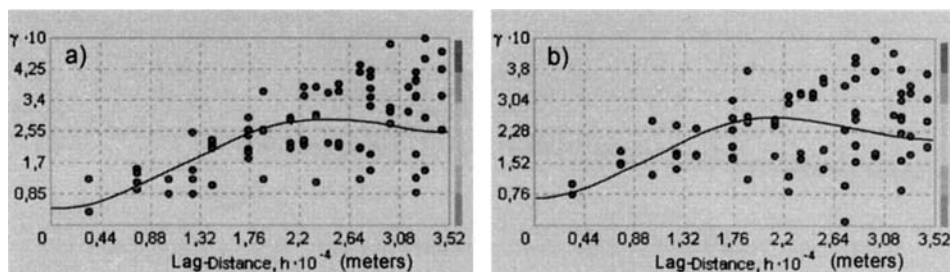 γ·10
a)
4,25
3,4
2,55
1,7
0,85
0 0,44 0,88 1,32 1,76 2,2 2,64 3,08 3,52
Lag-Distance, h·10⁻⁴ (meters)
γ·10
b)
3,8
3,04
2,28
1,52
0,76
0 0,44 0,88 1,32 1,76 2,2 2,64 3,08 3,52
Lag-Distance, h·10⁻⁴ (meters)